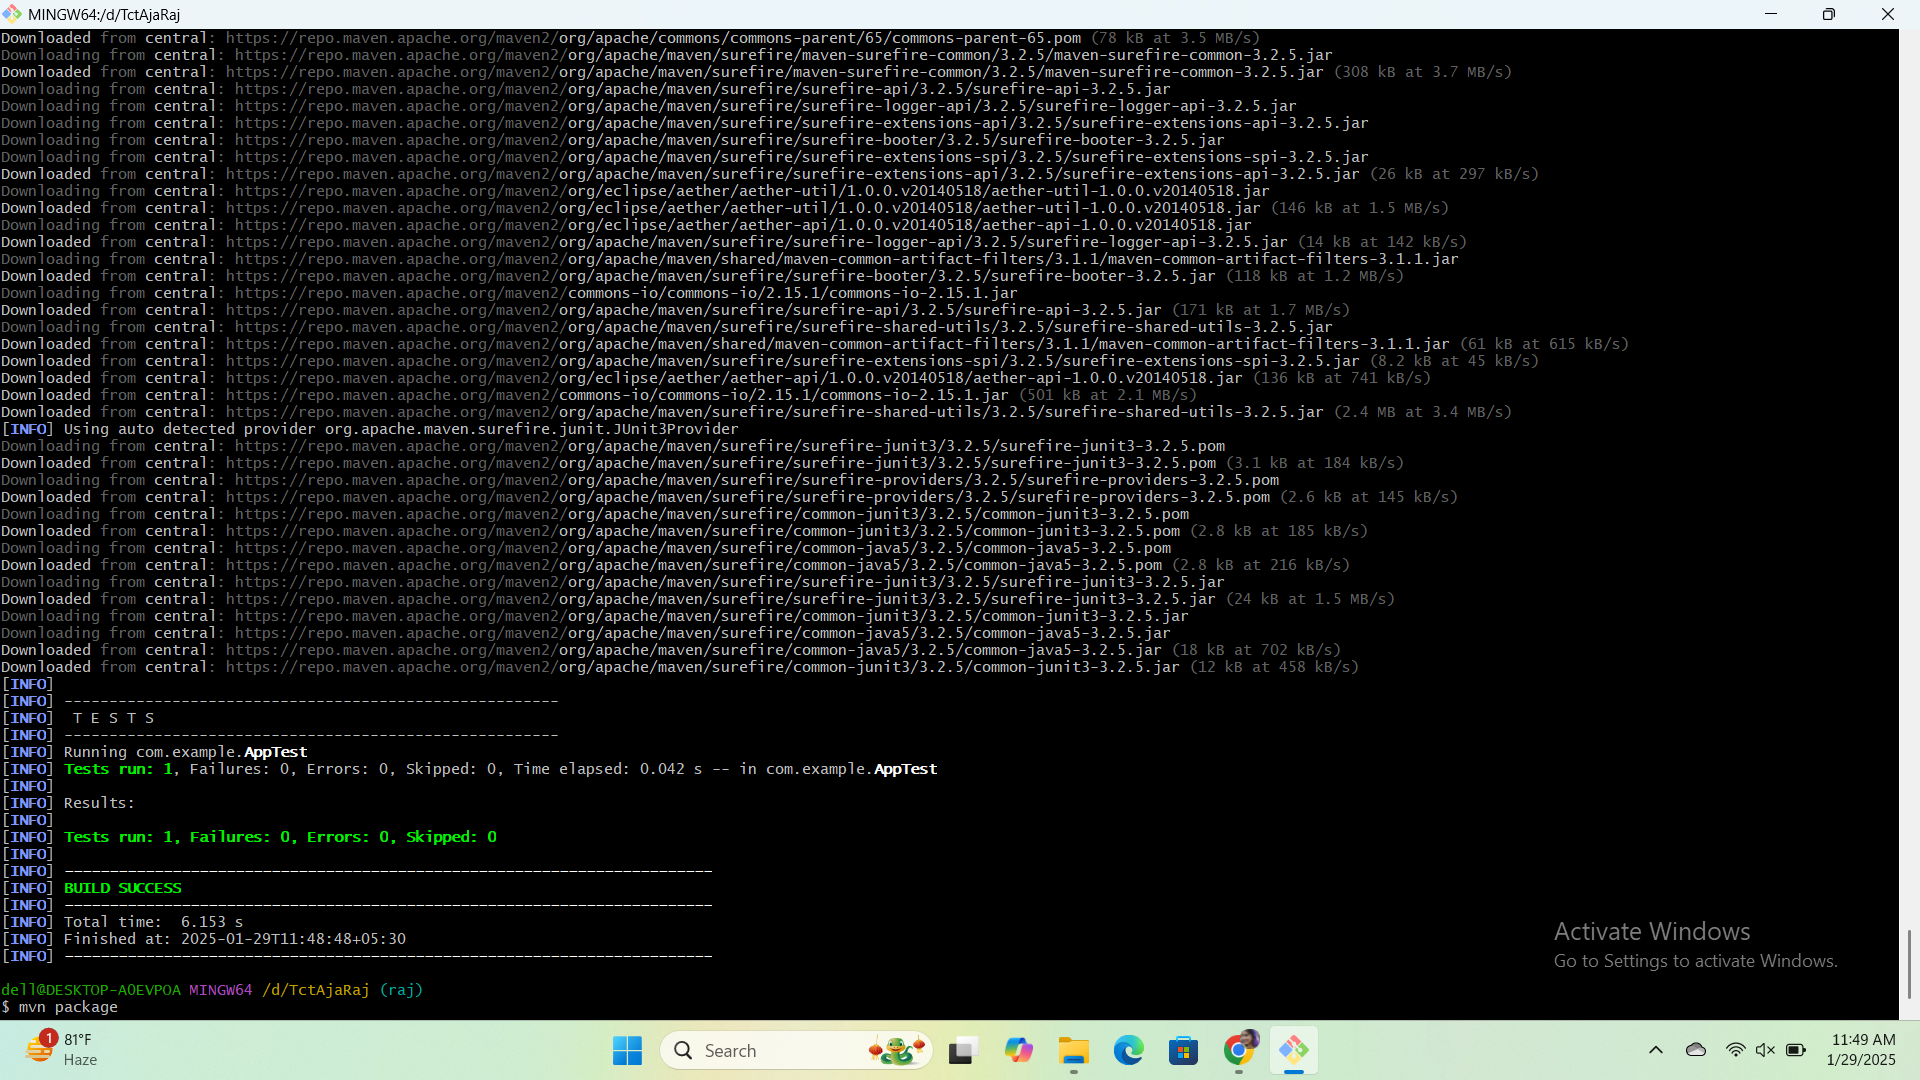 MINGW64:/d/TctAjaRaj
Downloaded from central: https://repo.maven.apache.org/maven2/org/apache/commons/commons-parent/65/commons-parent-65.pom (78 kB at 3.5 MB/s)
Downloading from central: https://repo.maven.apache.org/maven2/org/apache/maven/surefire/maven-surefire-common/3.2.5/maven-surefire-common-3.2.5.jar
Downloaded from central: https://repo.maven.apache.org/maven2/org/apache/maven/surefire/maven-surefire-common/3.2.5/maven-surefire-common-3.2.5.jar (308 kB at 3.7 MB/s)
Downloading from central: https://repo.maven.apache.org/maven2/org/apache/maven/surefire/surefire-api/3.2.5/surefire-api-3.2.5.jar
Downloading from central: https://repo.maven.apache.org/maven2/org/apache/maven/surefire/surefire-logger-api/3.2.5/surefire-logger-api-3.2.5.jar
Downloading from central: https://repo.maven.apache.org/maven2/org/apache/maven/surefire/surefire-extensions-api/3.2.5/surefire-extensions-api-3.2.5.jar
Downloading from central: https://repo.maven.apache.org/maven2/org/apache/maven/surefire/surefire-booter/3.2.5/surefire-booter-3.2.5.jar
Downloading from central: https://repo.maven.apache.org/maven2/org/apache/maven/surefire/surefire-extensions-spi/3.2.5/surefire-extensions-spi-3.2.5.jar
Downloaded from central: https://repo.maven.apache.org/maven2/org/apache/maven/surefire/surefire-extensions-api/3.2.5/surefire-extensions-api-3.2.5.jar (26 kB at 297 kB/s)
Downloading from central: https://repo.maven.apache.org/maven2/org/eclipse/aether/aether-util/1.0.0.v20140518/aether-util-1.0.0.v20140518.jar
Downloaded from central: https://repo.maven.apache.org/maven2/org/eclipse/aether/aether-util/1.0.0.v20140518/aether-util-1.0.0.v20140518.jar (146 kB at 1.5 MB/s)
Downloading from central: https://repo.maven.apache.org/maven2/org/eclipse/aether/aether-api/1.0.0.v20140518/aether-api-1.0.0.v20140518.jar
Downloaded from central: https://repo.maven.apache.org/maven2/org/apache/maven/surefire/surefire-logger-api/3.2.5/surefire-logger-api-3.2.5.jar (14 kB at 142 kB/s)
Downloading from central: https://repo.maven.apache.org/maven2/org/apache/maven/shared/maven-common-artifact-filters/3.1.1/maven-common-artifact-filters-3.1.1.jar
Downloaded from central: https://repo.maven.apache.org/maven2/org/apache/maven/surefire/surefire-booter/3.2.5/surefire-booter-3.2.5.jar (118 kB at 1.2 MB/s)
Downloading from central: https://repo.maven.apache.org/maven2/commons-io/commons-io/2.15.1/commons-io-2.15.1.jar
Downloaded from central: https://repo.maven.apache.org/maven2/org/apache/maven/surefire/surefire-api/3.2.5/surefire-api-3.2.5.jar (171 kB at 1.7 MB/s)
Downloading from central: https://repo.maven.apache.org/maven2/org/apache/maven/surefire/surefire-shared-utils/3.2.5/surefire-shared-utils-3.2.5.jar
Downloaded from central: https://repo.maven.apache.org/maven2/org/apache/maven/shared/maven-common-artifact-filters/3.1.1/maven-common-artifact-filters-3.1.1.jar (61 kB at 615 kB/s)
Downloaded from central: https://repo.maven.apache.org/maven2/org/apache/maven/surefire/surefire-extensions-spi/3.2.5/surefire-extensions-spi-3.2.5.jar (8.2 kB at 45 kB/s)
Downloaded from central: https://repo.maven.apache.org/maven2/org/eclipse/aether/aether-api/1.0.0.v20140518/aether-api-1.0.0.v20140518.jar (136 kB at 741 kB/s)
Downloaded from central: https://repo.maven.apache.org/maven2/commons-io/commons-io/2.15.1/commons-io-2.15.1.jar (501 kB at 2.1 MB/s)
Downloaded from central: https://repo.maven.apache.org/maven2/org/apache/maven/surefire/surefire-shared-utils/3.2.5/surefire-shared-utils-3.2.5.jar (2.4 MB at 3.4 MB/s)
[INFO] Using auto detected provider org.apache.maven.surefire.junit.JUnit3Provider
Downloading from central: https://repo.maven.apache.org/maven2/org/apache/maven/surefire/surefire-junit3/3.2.5/surefire-junit3-3.2.5.pom
Downloaded from central: https://repo.maven.apache.org/maven2/org/apache/maven/surefire/surefire-junit3/3.2.5/surefire-junit3-3.2.5.pom (3.1 kB at 184 kB/s)
Downloading from central: https://repo.maven.apache.org/maven2/org/apache/maven/surefire/surefire-providers/3.2.5/surefire-providers-3.2.5.pom
Downloaded from central: https://repo.maven.apache.org/maven2/org/apache/maven/surefire/surefire-providers/3.2.5/surefire-providers-3.2.5.pom (2.6 kB at 145 kB/s)
Downloading from central: https://repo.maven.apache.org/maven2/org/apache/maven/surefire/common-junit3/3.2.5/common-junit3-3.2.5.pom
Downloaded from central: https://repo.maven.apache.org/maven2/org/apache/maven/surefire/common-junit3/3.2.5/common-junit3-3.2.5.pom (2.8 kB at 185 kB/s)
Downloading from central: https://repo.maven.apache.org/maven2/org/apache/maven/surefire/common-java5/3.2.5/common-java5-3.2.5.pom
Downloaded from central: https://repo.maven.apache.org/maven2/org/apache/maven/surefire/common-java5/3.2.5/common-java5-3.2.5.pom (2.8 kB at 216 kB/s)
Downloading from central: https://repo.maven.apache.org/maven2/org/apache/maven/surefire/surefire-junit3/3.2.5/surefire-junit3-3.2.5.jar
Downloaded from central: https://repo.maven.apache.org/maven2/org/apache/maven/surefire/surefire-junit3/3.2.5/surefire-junit3-3.2.5.jar (24 kB at 1.5 MB/s)
Downloading from central: https://repo.maven.apache.org/maven2/org/apache/maven/surefire/common-junit3/3.2.5/common-junit3-3.2.5.jar
Downloading from central: https://repo.maven.apache.org/maven2/org/apache/maven/surefire/common-java5/3.2.5/common-java5-3.2.5.jar
Downloaded from central: https://repo.maven.apache.org/maven2/org/apache/maven/surefire/common-java5/3.2.5/common-java5-3.2.5.jar (18 kB at 702 kB/s)
Downloaded from central: https://repo.maven.apache.org/maven2/org/apache/maven/surefire/common-junit3/3.2.5/common-junit3-3.2.5.jar (12 kB at 458 kB/s)
[INFO]
[INFO] -------------------------------------------------------
[INFO]  T E S T S
[INFO] -------------------------------------------------------
[INFO] Running com.example.AppTest
[INFO] Tests run: 1, Failures: 0, Errors: 0, Skipped: 0, Time elapsed: 0.042 s -- in com.example.AppTest
[INFO]
[INFO] Results:
[INFO]
[INFO] Tests run: 1, Failures: 0, Errors: 0, Skipped: 0
[INFO]
[INFO] ------------------------------------------------------------------------
[INFO] BUILD SUCCESS
[INFO] ------------------------------------------------------------------------
[INFO] Total time:  6.153 s
[INFO] Finished at: 2025-01-29T11:48:48+05:30
[INFO] ------------------------------------------------------------------------
dell@DESKTOP-A0EVPOA MINGW64 /d/TctAjaRaj (raj)
$ mvn package
Activate Windows
Go to Settings to activate Windows.
1
81°F
Haze
Search
11:49 AM
1/29/2025